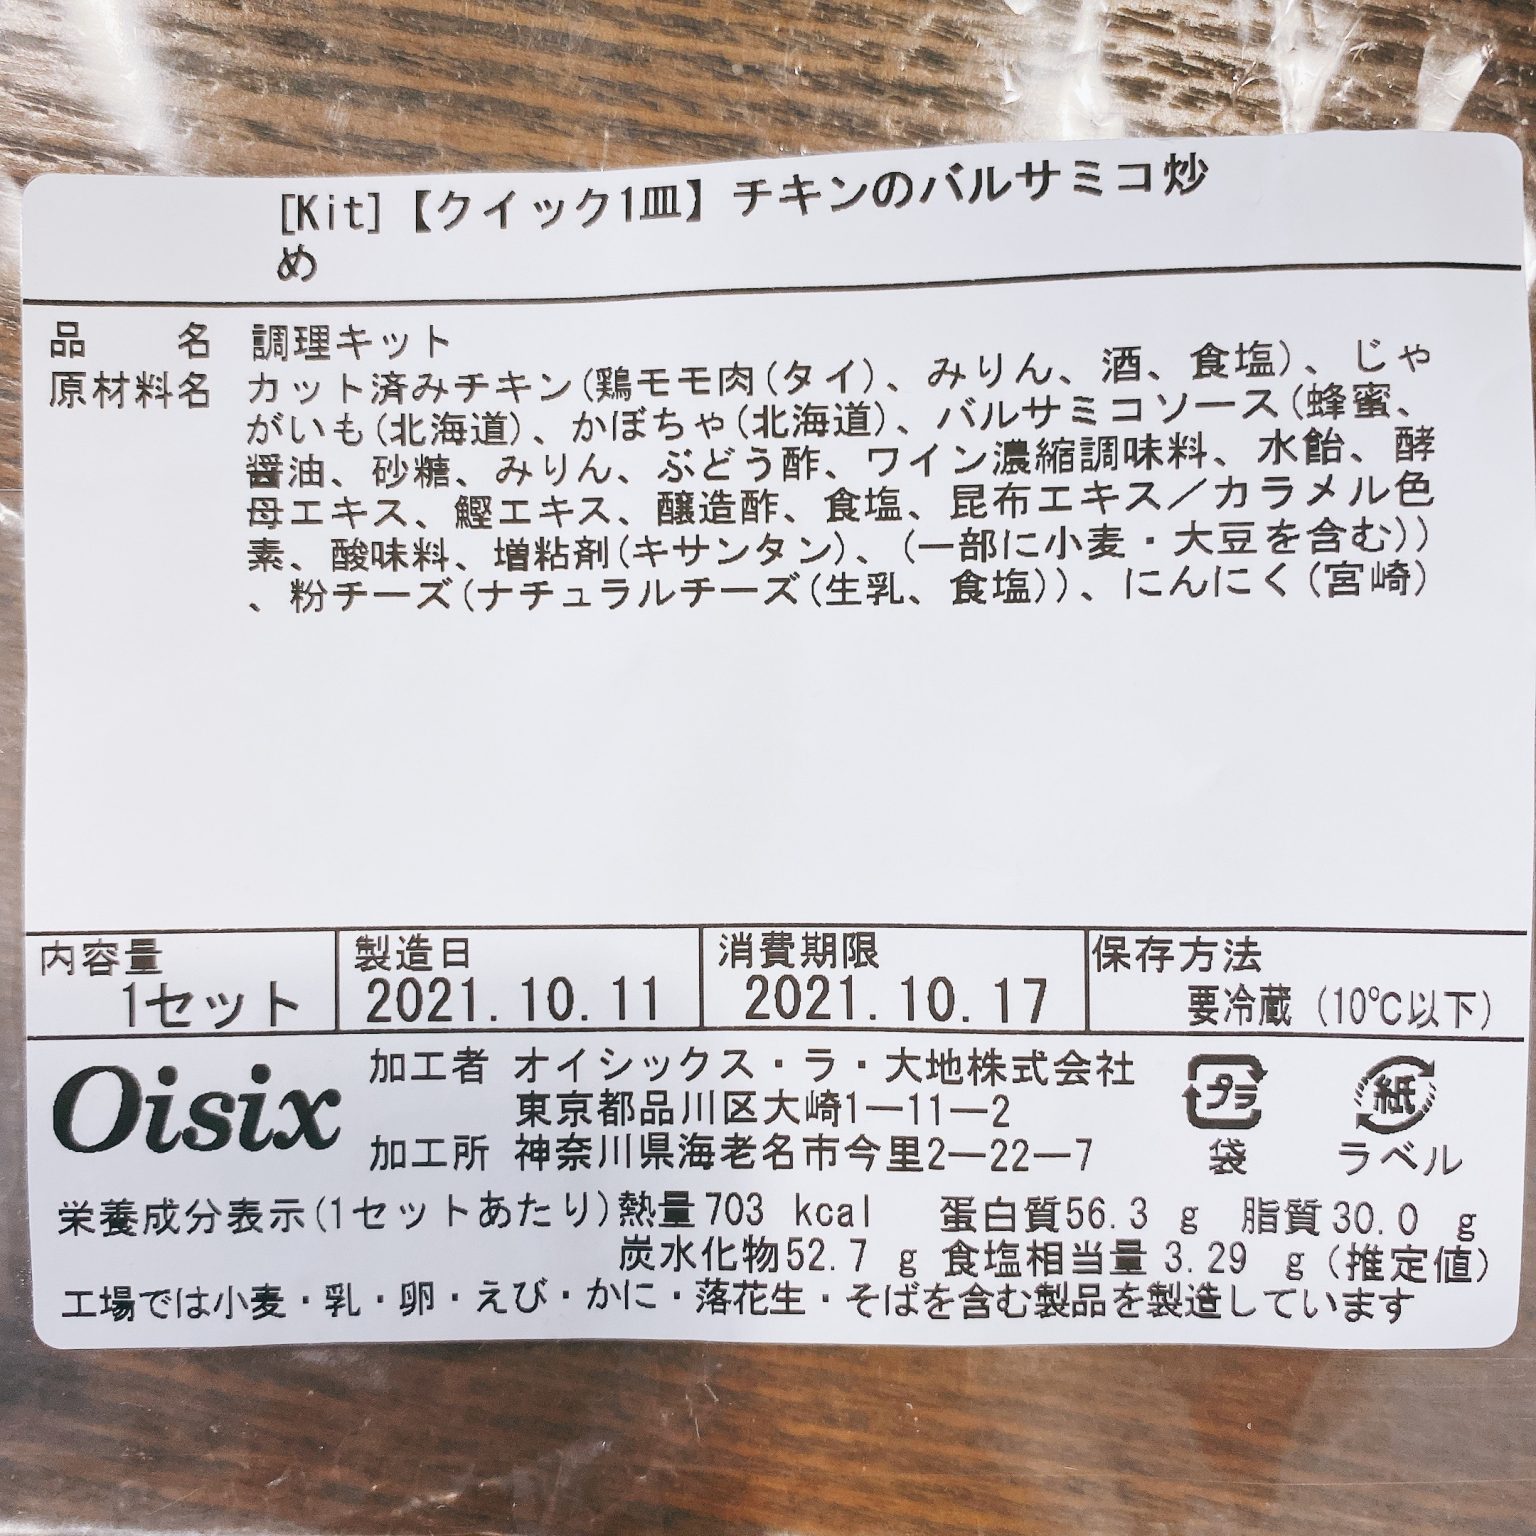 [Kit]【クイック1皿】チキンのバルサミコ炒
め
品 名 調理キット
原材料名 カット済みチキン(鶏モモ肉(タイ)、みりん、酒、食塩)、じゃ
がいも(北海道)、かぼちゃ(北海道)、バルサミコソース(蜂蜜、
醤油、砂糖、みりん、ぶどう酢、ワイン濃縮調味料、水飴、酵
母エキス、鰹エキス、醸造酢、食塩、昆布エキス/カラメル色
素、酸味料、増粘剤(キサンタン)、(一部に小麦・大豆を含む))
、粉チーズ(ナチュラルチーズ(生乳、食塩))、にんにく(宮崎)
内容量 製造日 消費期限 保存方法
1セット 2021.10.11 2021.10.17 要冷蔵(10℃以下)
Oisix 加工者 オイシックス・ラ・大地株式会社
東京都品川区大崎1―11―2
加工所 神奈川県海老名市今里2―22―7
プラ 紙
袋 ラベル
栄養成分表示(1セットあたり)熱量703 kcal 蛋白質56.3 g 脂質30.0 g
炭水化物52.7 g 食塩相当量 3.29 g(推定値)
工場では小麦・乳・卵・えび・かに・落花生・そばを含む製品を製造しています